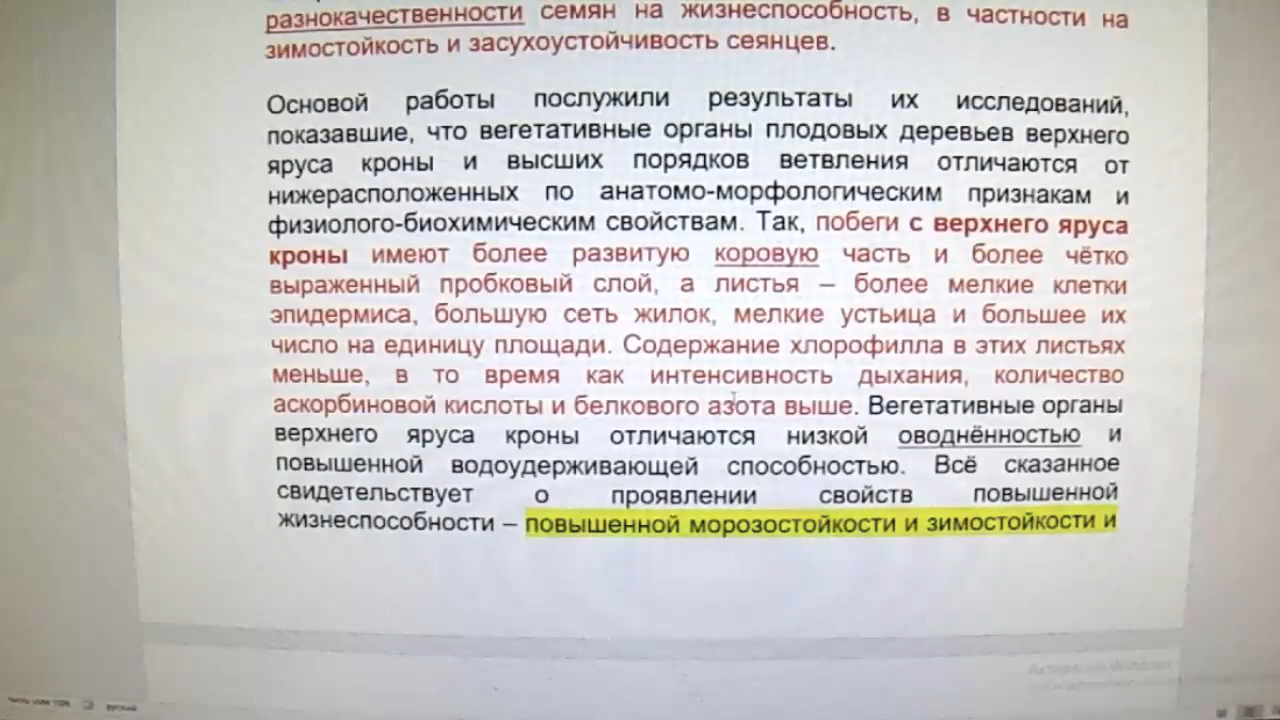 разнокачественности семян на жизнеспособность, в частности на
зимостойкость и засухоустойчивость сеянцев.
Основой работы послужили результаты их исследований,
показавшие, что вегетативные органы плодовых деревьев верхнего
яруса кроны и высших порядков ветвления отличаются от
нижерасположенных по анатомо-морфологическим признакам и
физиолого-биохимическим свойствам. Так, побеги с верхнего яруса
кроны имеют более развитую коровую часть и более чётко
выраженный пробковый слой, а листья – более мелкие клетки
эпидермиса, большую сеть жилок, мелкие устьица и большее их
число на единицу площади. Содержание хлорофилла в этих листьях
меньше, в то время как интенсивность дыхания, количество
аскорбиновой кислоты и белкового азота выше. Вегетативные органы
верхнего яруса кроны отличаются низкой оводнённостью и
повышенной водоудерживающей способностью. Всё сказанное
свидетельствует о проявлении свойств повышенной
жизнеспособности – повышенной морозостойкости и зимостойкости и
Активация Windows
русский